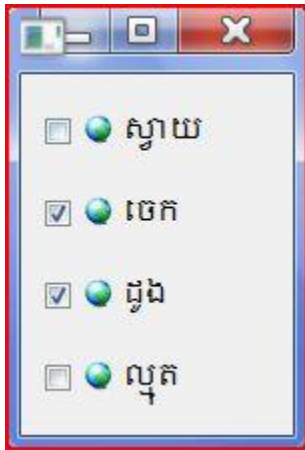 ស្វាយ
ចេក
ដូង
ល្មុត